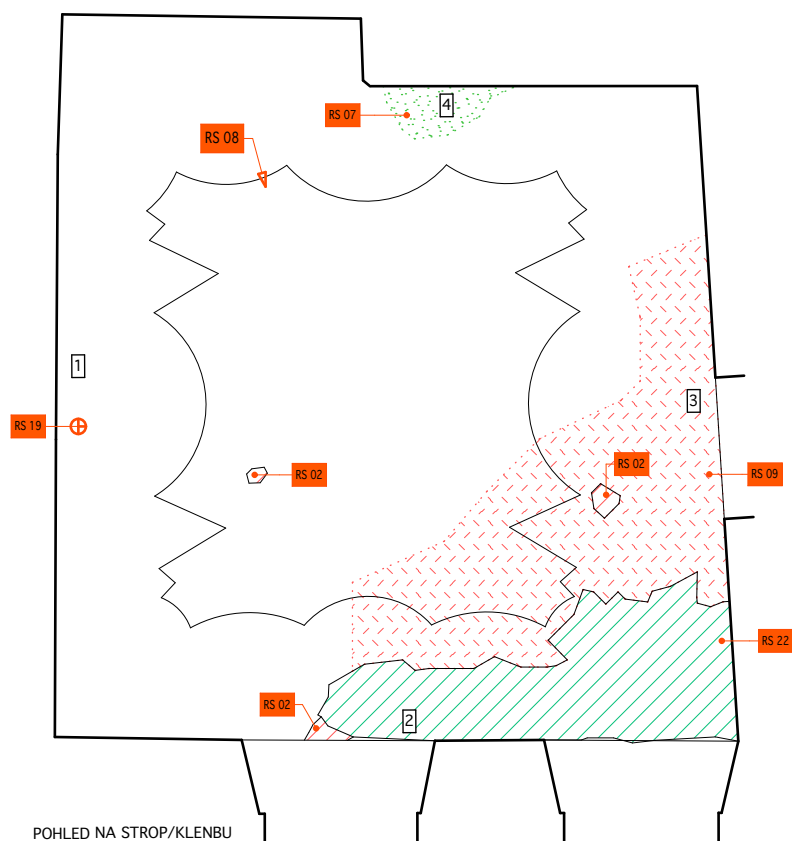 4
RS 07
RS 08
1
3
RS 19
RS 02
RS 02
RS 09
RS 22
RS 02
2
POHLED NA STROP/KLENBU